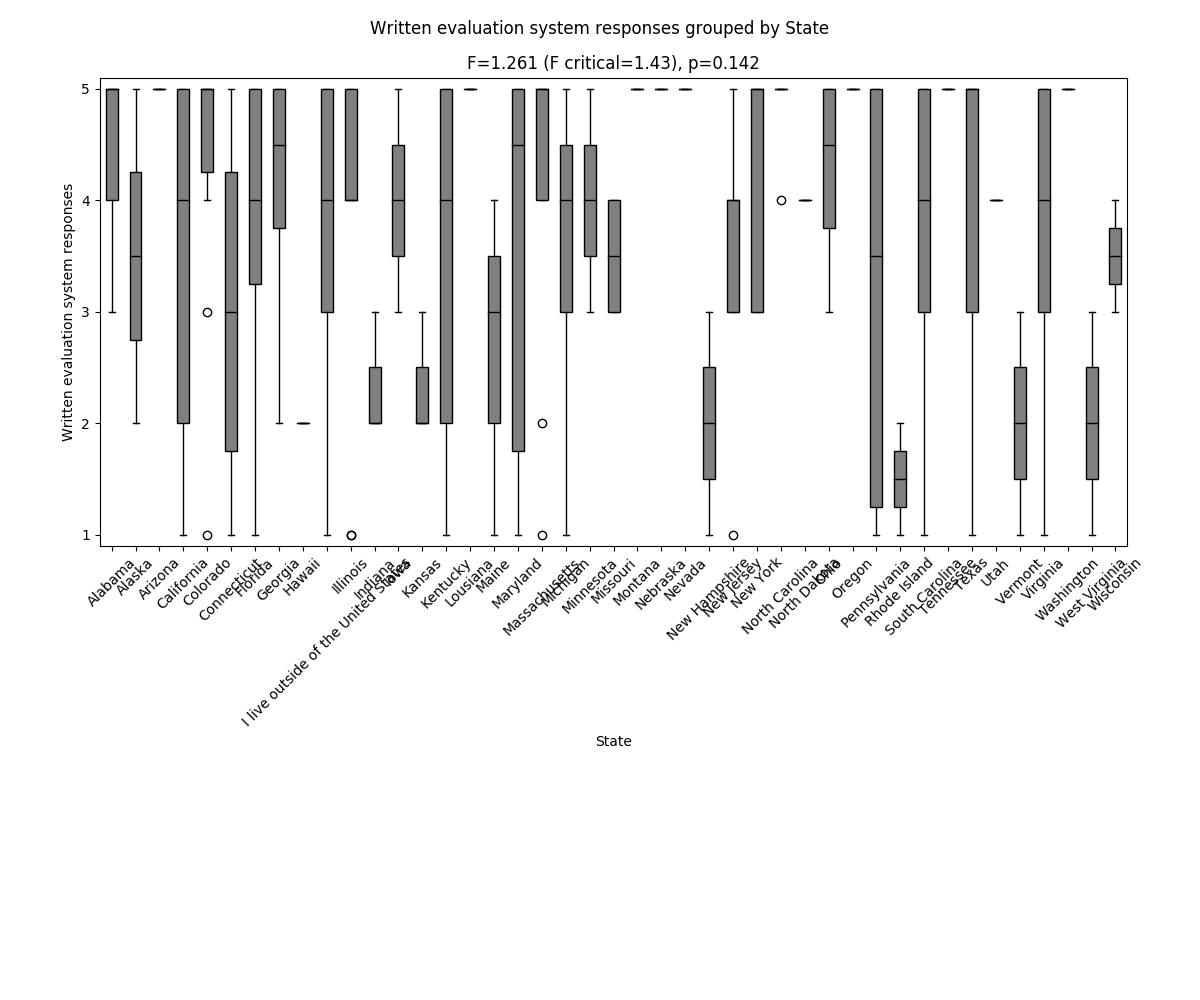 Written evaluation system responses grouped by State
F=1.261 (F critical=1.43), p=0.142
Written evaluation system responses
5
4
3
2
1
Alabama
Alaska
Arizona
California
Colorado
Connecticut
Florida
Georgia
Hawaii
I live outside of the United States
Illinois
Indiana
Iowa
Kansas
Kentucky
Lousiana
Maine
Maryland
Massachusetts
Michigan
Minnesota
Missouri
Montana
Nebraska
Nevada
New Hampshire
New Jersey
New York
North Carolina
North Dakota
Ohio
Oregon
Pennsylvania
Rhode Island
South Carolina
Tennessee
Texas
Utah
Vermont
Virginia
Washington
West Virginia
Wisconsin
State